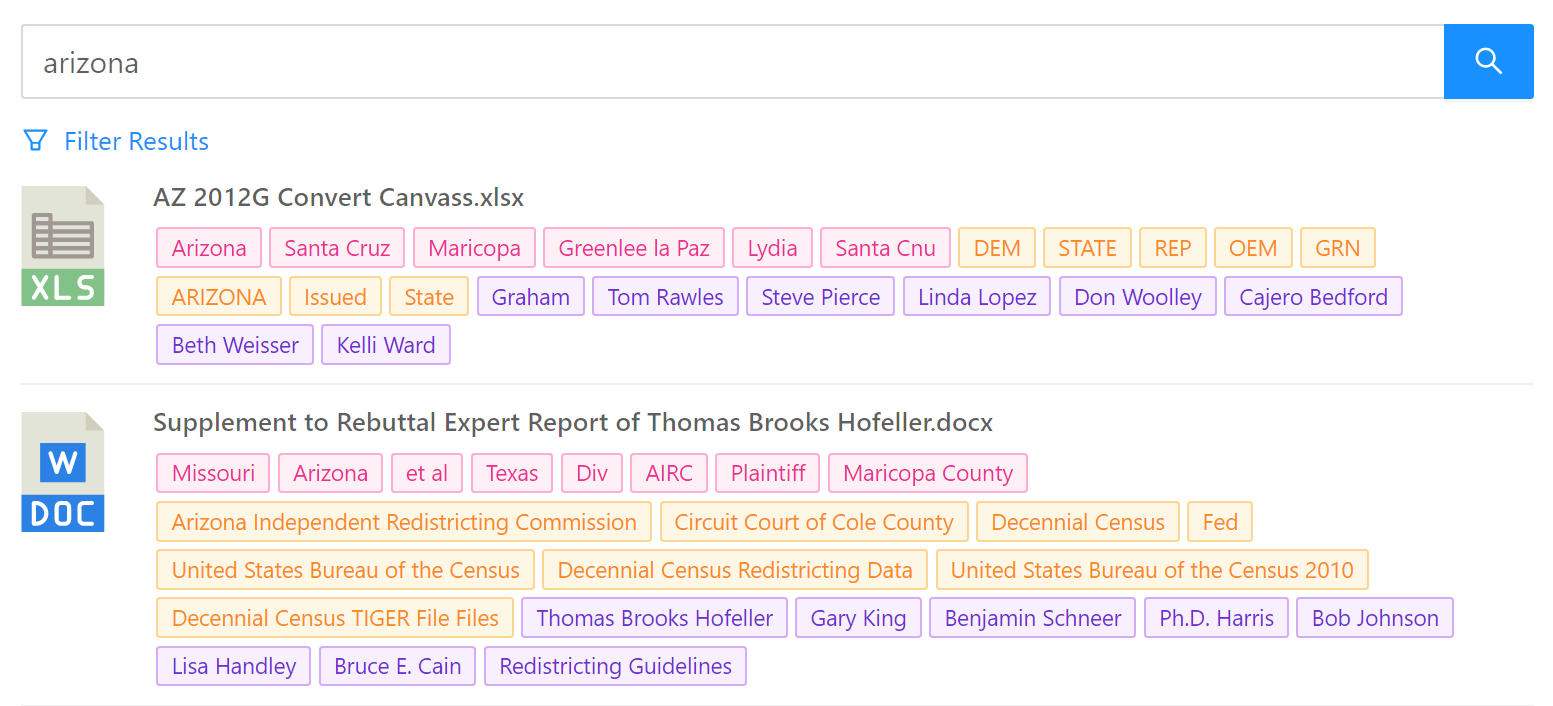 arizona
Filter Results
AZ 2012G Convert Canvass.xlsx
XLS
Arizona Santa Cruz Maricopa Greenlee la Paz Lydia Santa Cnu DEM STATE REP OEM GRN
ARIZONA Issued State Graham Tom Rawles Steve Pierce Linda Lopez Don Woolley Cajero Bedford
Beth Weisser Kelli Ward
Supplement to Rebuttal Expert Report of Thomas Brooks Hofeller.docx
W
DOC
Missouri Arizona et al Texas Div AIRC Plaintiff Maricopa County
Arizona Independent Redistricting Commission Circuit Court of Cole County Decennial Census Fed
United States Bureau of the Census Decennial Census Redistricting Data United States Bureau of the Census 2010
Decennial Census TIGER File Files Thomas Brooks Hofeller Gary King Benjamin Schneer Ph.D. Harris Bob Johnson
Lisa Handley Bruce E. Cain Redistricting Guidelines